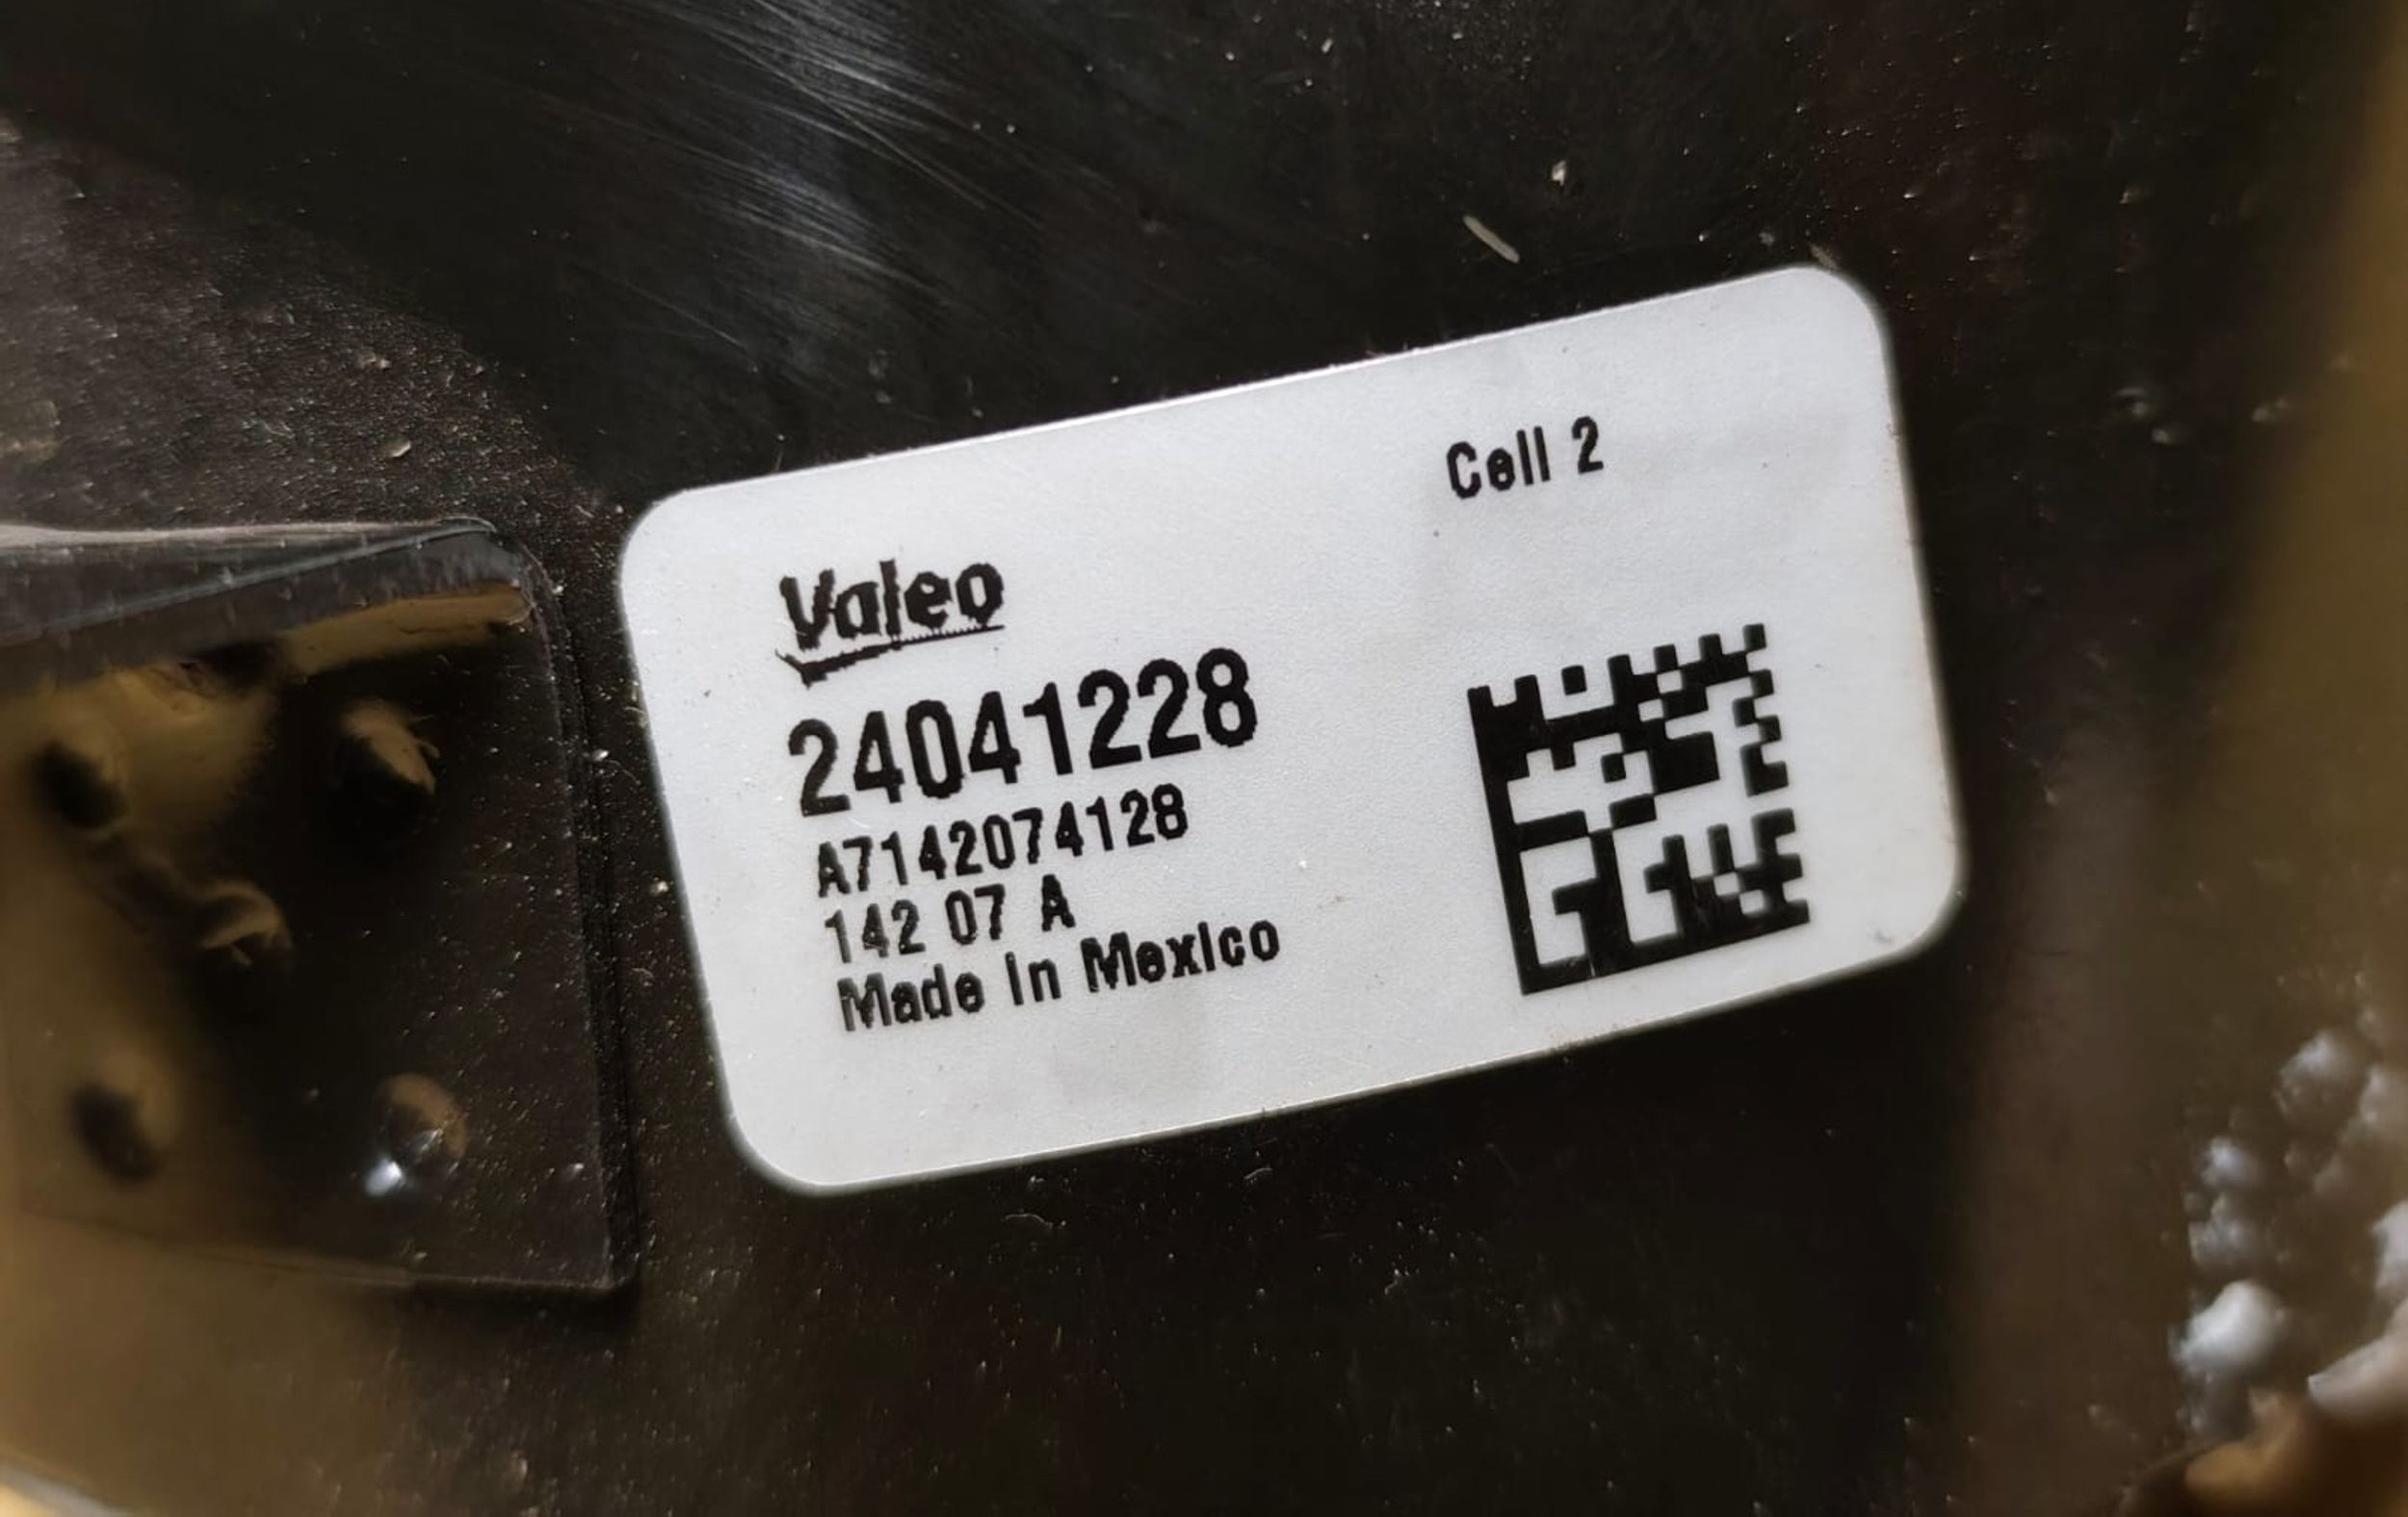 Cell 2
Valeo
24041228
A7142074128
142 07 A
Made in Mexico